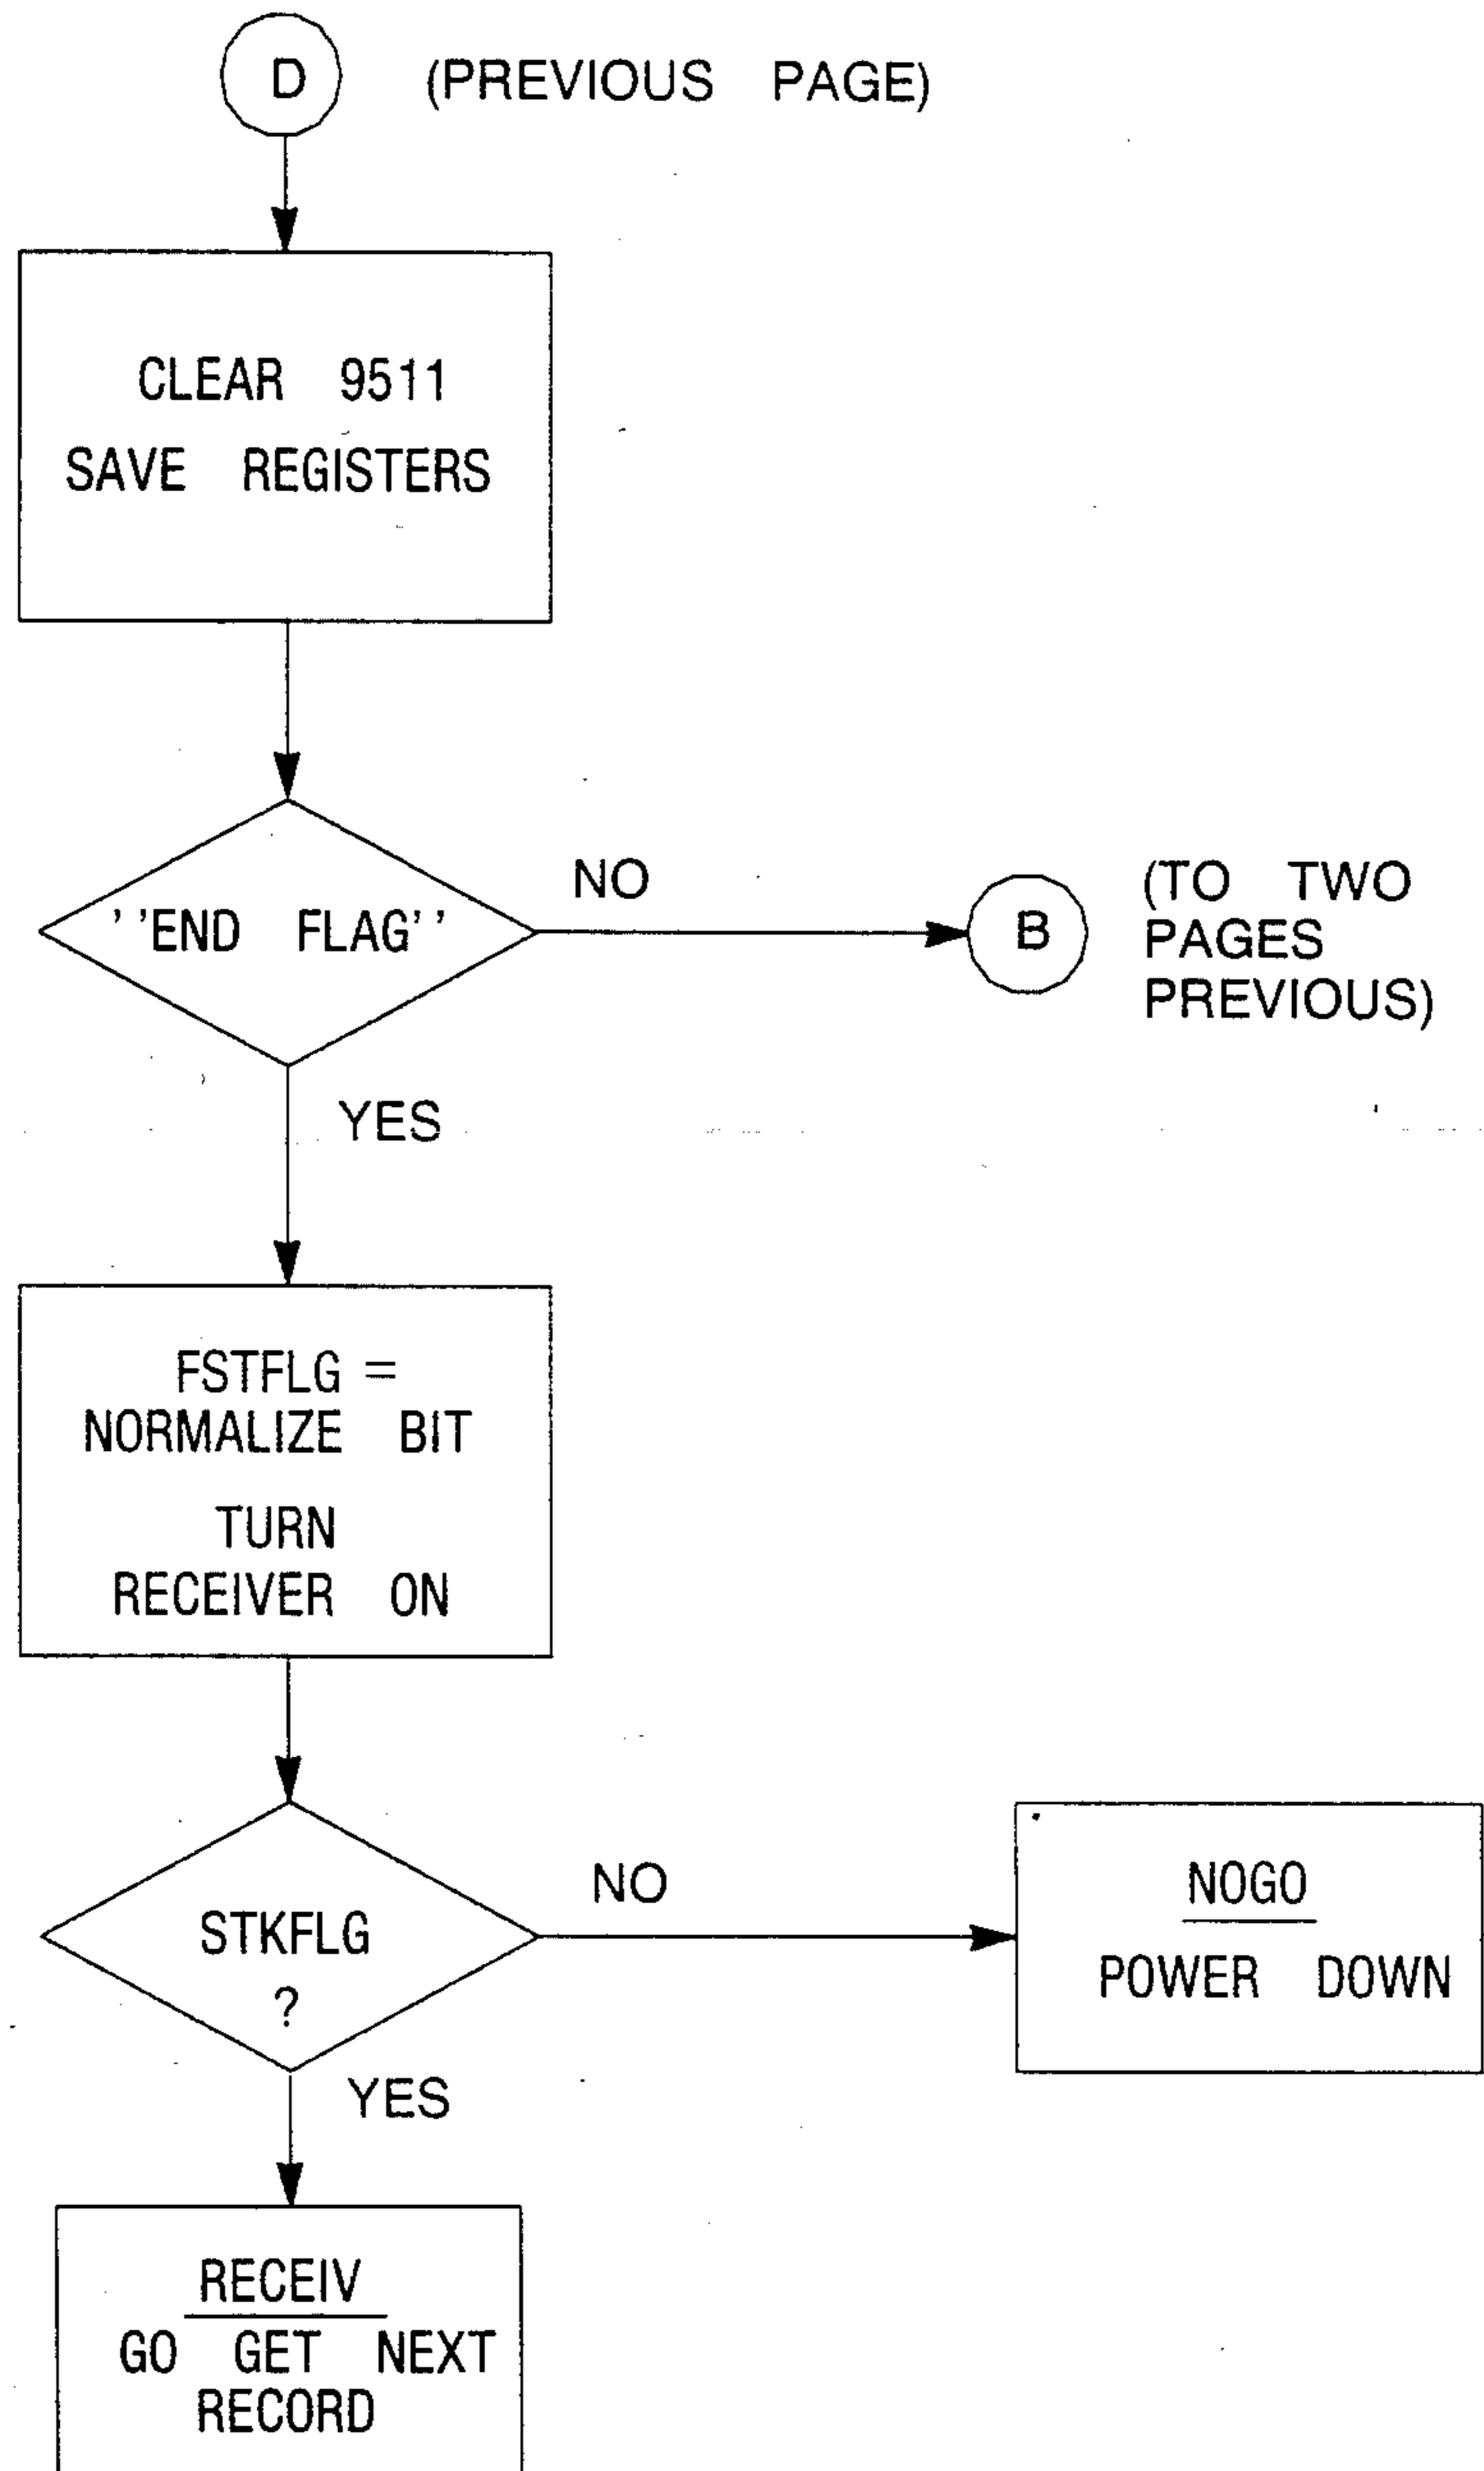 D (PREVIOUS PAGE)
CLEAR 9511
SAVE REGISTERS
''END FLAG''
NO
B
(TO TWO
PAGES
PREVIOUS)
YES
FSTFLG =
NORMALIZE BIT
TURN
RECEIVER ON
STKFLG
?
NO
NOGO
POWER DOWN
YES
RECEIV
GO GET NEXT
RECORD